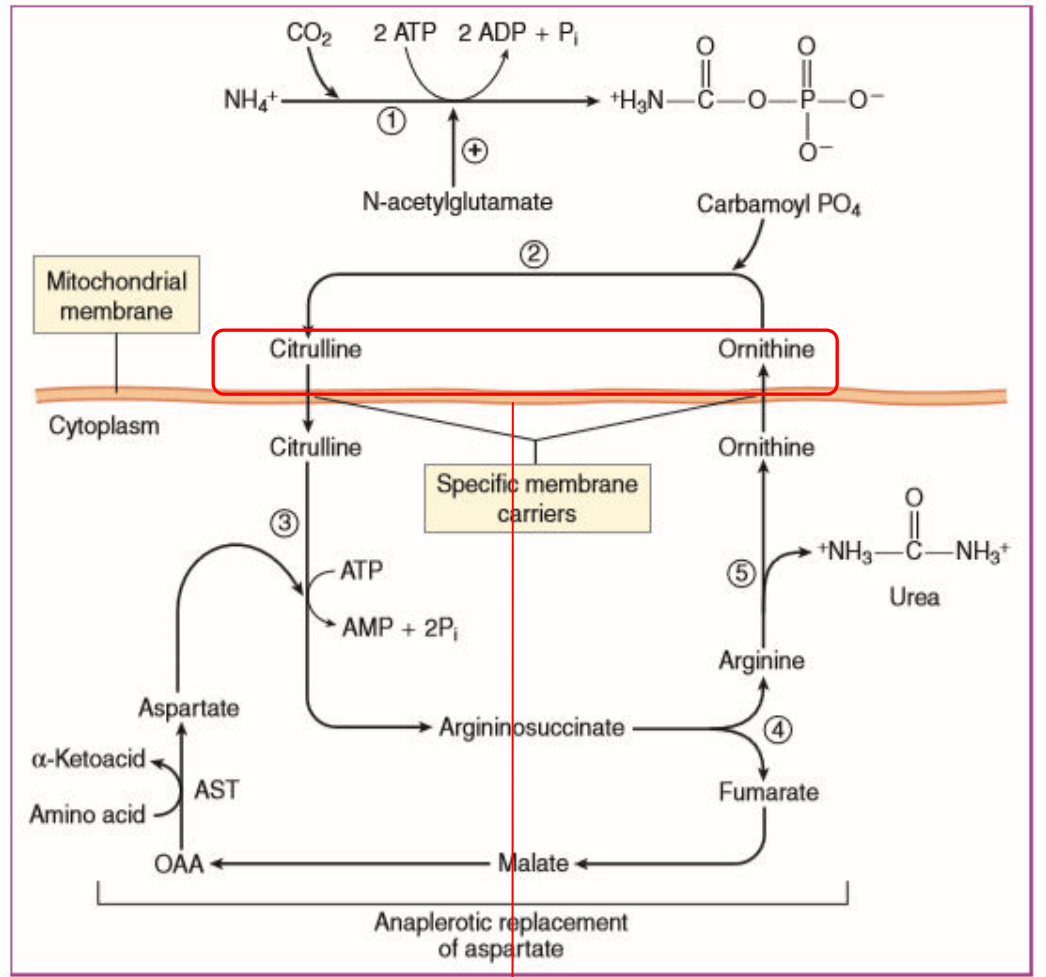 CO₂ 2 ATP 2 ADP + Pᵢ
NH₄⁺ ① ⁺H₃N—C—O—P—O⁻
O O
O⁻
⊕
N-acetylglutamate
Carbamoyl PO₄
②
Mitochondrial
membrane
Citrulline Ornithine
Cytoplasm
Citrulline Ornithine
Specific membrane
carriers
③
ATP
AMP + 2Pᵢ
⑤
O
⁺NH₃—C—NH₃⁺
Urea
Arginine
Aspartate
Argininosuccinate
④
α-Ketoacid
AST
Amino acid
Fumarate
OAA Malate
Anaplerotic replacement
of aspartate